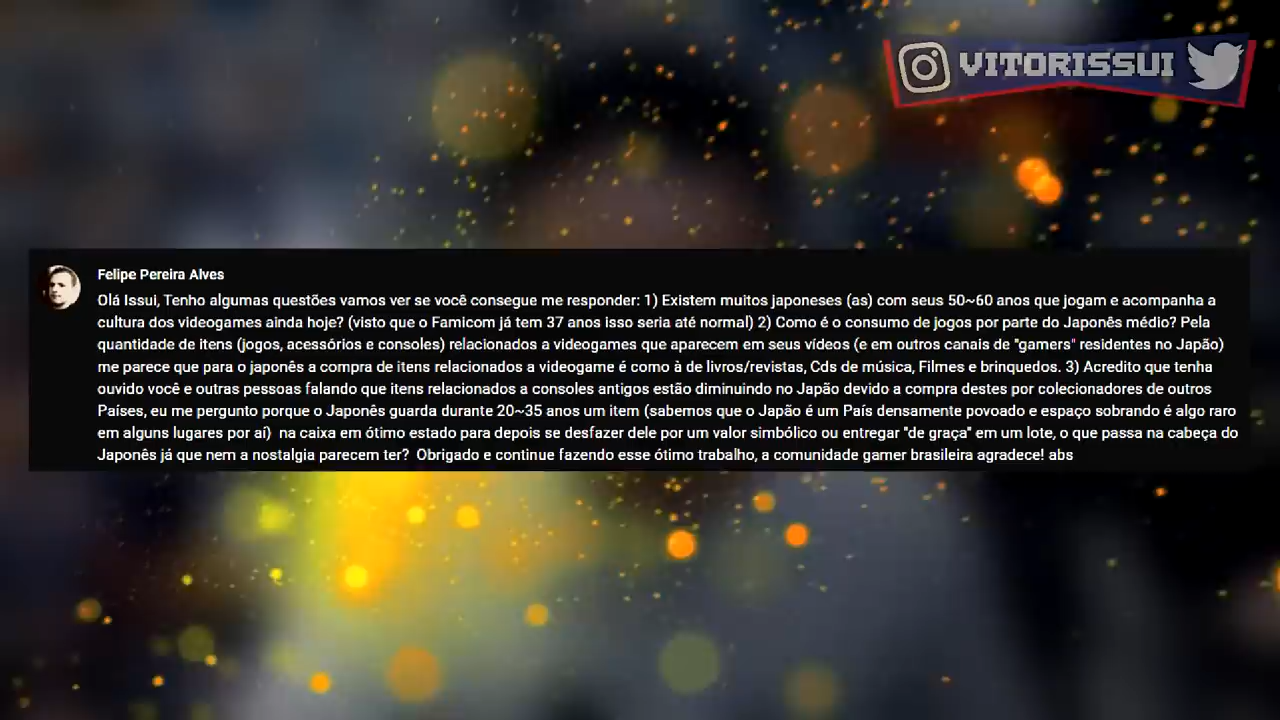 VITORISSUI
Felipe Pereira Alves
Olá Issui, Tenho algumas questões vamos ver se você consegue me responder: 1) Existem muitos japoneses (as) com seus 50~60 anos que jogam e acompanha a
cultura dos videogames ainda hoje? (visto que o Famicom já tem 37 anos isso seria até normal) 2) Como é o consumo de jogos por parte do Japonês médio? Pela
quantidade de itens (jogos, acessórios e consoles) relacionados a videogames que aparecem em seus vídeos (e em outros canais de "gamers" residentes no Japão)
me parece que para o japonês a compra de itens relacionados a videogame é como à de livros/revistas, Cds de música, Filmes e brinquedos. 3) Acredito que tenha
ouvido você e outras pessoas falando que itens relacionados a consoles antigos estão diminuindo no Japão devido a compra destes por colecionadores de outros
Países, eu me pergunto porque o Japonês guarda durante 20~35 anos um item (sabemos que o Japão é um País densamente povoado e espaço sobrando é algo raro
em alguns lugares por aí) na caixa em ótimo estado para depois se desfazer dele por um valor simbólico ou entregar "de graça" em um lote, o que passa na cabeça do
Japonês já que nem a nostalgia parecem ter? Obrigado e continue fazendo esse ótimo trabalho, a comunidade gamer brasileira agradece! abs